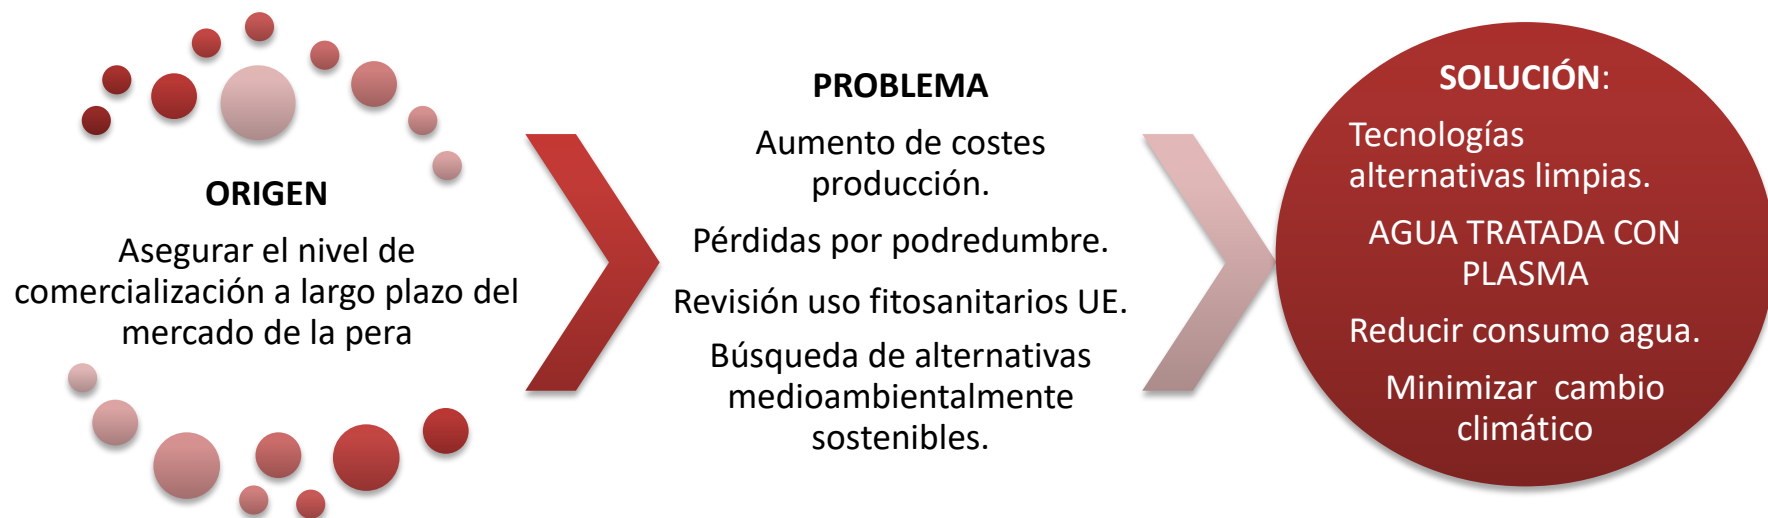 ORIGEN
Asegurar el nivel de
comercialización a largo plazo del
mercado de la pera
PROBLEMA
Aumento de costes
producción.
Pérdidas por podredumbre.
Revisión uso fitosanitarios UE.
Búsqueda de alternativas
medioambientalmente
sostenibles.
SOLUCIÓN:
Tecnologías
alternativas limpias.
AGUA TRATADA CON
PLASMA
Reducir consumo agua.
Minimizar  cambio
climático